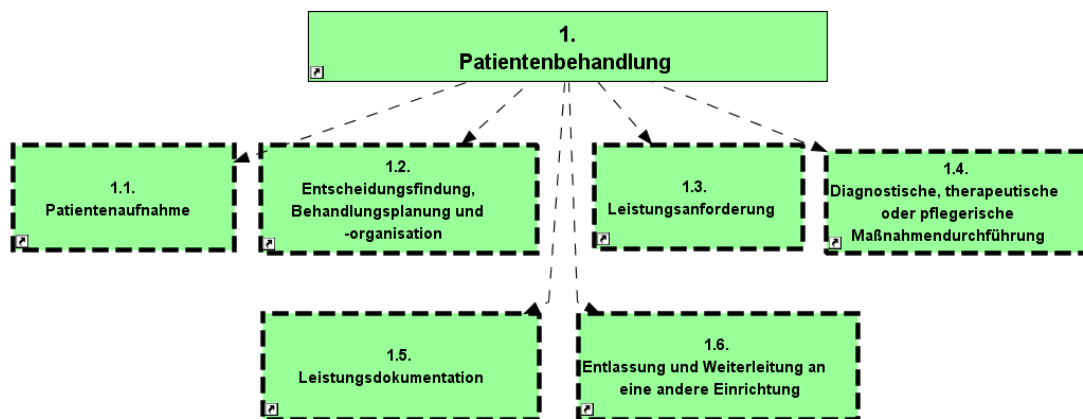 1.
Patientenbehandlung
1.1.
Patientenaufnahme
1.2.
Entscheidungsfindung,
Behandlungsplanung und
-organisation
1.3.
Leistungsanforderung
1.4.
Diagnostische, therapeutische
oder pflegerische
Maßnahmendurchführung
1.5.
Leistungsdokumentation
1.6.
Entlassung und Weiterleitung an
eine andere Einrichtung